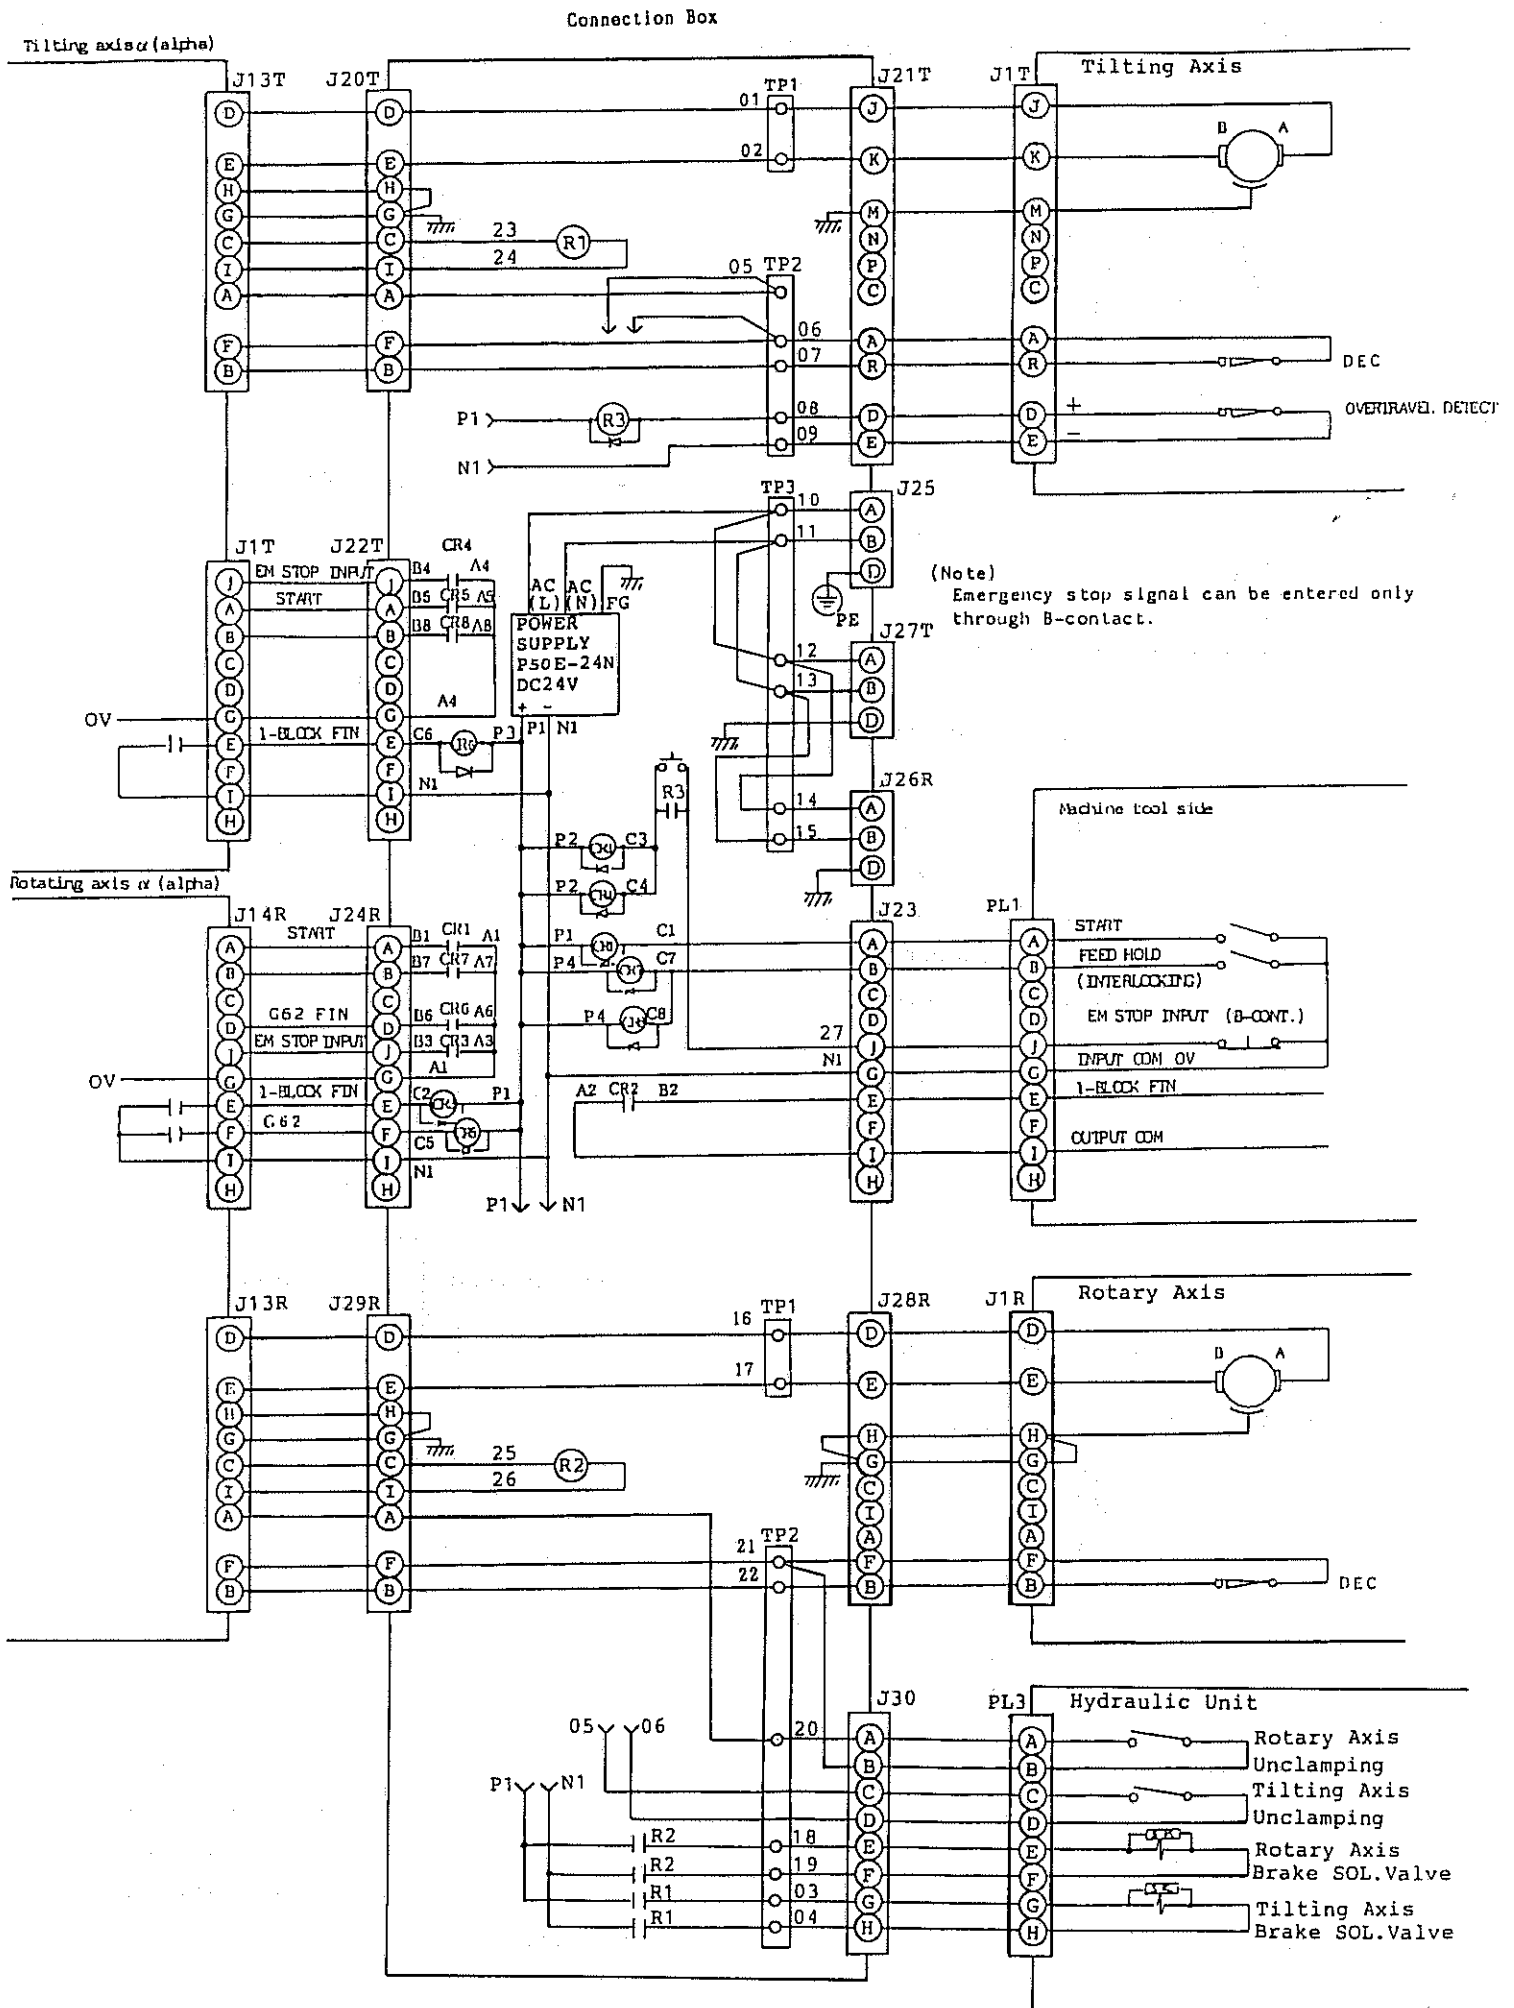 Connection Box
Tilting axis α (alpha)
J13T
J20T
TP1
J21T
J1T
Tilting Axis
D
D
01
J
J
B
A
E
E
02
K
K
H
H
G
G
M
M
C
C
23
R1
N
N
I
I
24
P
P
A
A
05
TP2
C
C
F
F
06
A
A
B
B
07
R
R
DEC
P1
R3
08
D
D
+
OVERTRAVEL DETECT
N1
09
E
E
−
TP3
10
A
J25
11
B
D
PE
(Note)
Emergency stop signal can be entered only
through B-contact.
J1T
J22T
CR4
J
EM STOP INPUT
J
B4
A4
A
START
A
B5
CR5
A5
B
B
B8
CR8
A8
C
C
D
D
0V
G
G
A4
E
1-BLOCK FIN
E
C6
R6
P3
F
F
I
I
N1
H
H
AC
(L)
AC
(N)
FG
POWER
SUPPLY
P50E-24N
DC24V
+
−
P1
N1
J27T
12
A
13
B
D
J26R
14
A
15
B
D
R3
P2
C3
P2
C4
Rotating axis α (alpha)
J14R
J24R
A
START
A
B1
CR1
A1
B
B
B7
CR7
A7
C
C
D
G62 FIN
D
B6
CR6
A6
J
EM STOP INPUT
J
B3
CR3
A3
0V
G
G
A1
E
1-BLOCK FIN
E
C2
P1
F
G62
F
C5
I
I
N1
H
H
P1
C1
P4
C7
P4
C8
27
N1
A2
CR2
B2
P1
N1
Machine tool side
J23
PL1
A
A
START
B
B
FEED HOLD
(INTERLOCKING)
C
C
D
D
EM STOP INPUT (B-CONT.)
J
J
G
G
INPUT COM 0V
E
E
1-BLOCK FIN
F
F
I
I
OUTPUT COM
H
H
J13R
J29R
TP1
J28R
J1R
Rotary Axis
D
D
16
D
D
B
A
E
E
17
E
E
H
H
H
H
G
G
G
G
C
C
25
R2
C
C
I
I
26
I
I
A
A
A
A
F
F
21
TP2
F
F
B
B
22
B
B
DEC
J30
PL3
Hydraulic Unit
05
06
20
A
A
Rotary Axis
B
B
Unclamping
P1
N1
C
C
Tilting Axis
D
D
Unclamping
R2
18
E
E
Rotary Axis
R2
19
F
F
Brake SOL.Valve
R1
03
G
G
Tilting Axis
R1
04
H
H
Brake SOL.Valve